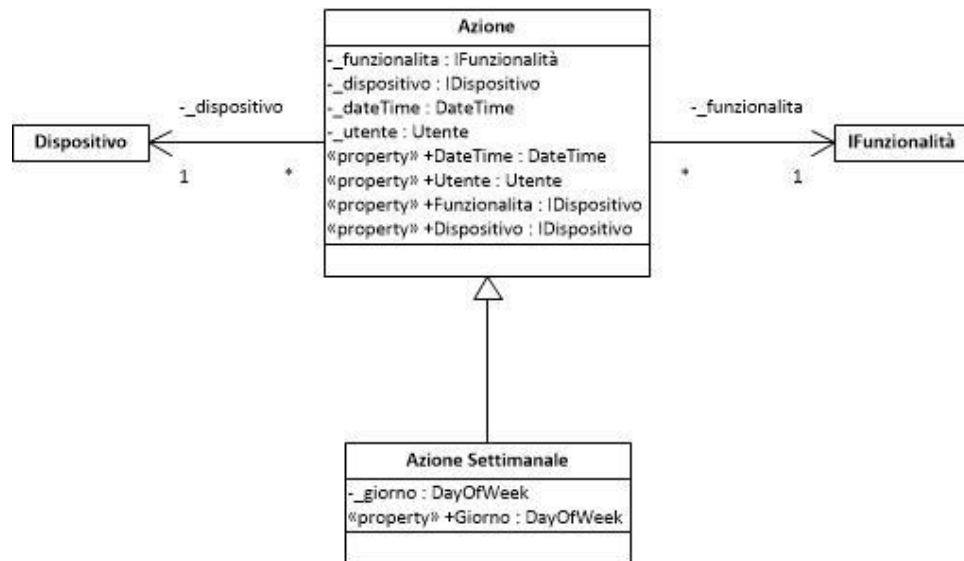 Azione
-_funzionalita : IFunzionalità
-_dispositivo : IDispositivo
-_dateTime : DateTime
-_utente : Utente
«property» +DateTime : DateTime
«property» +Utente : Utente
«property» +Funzionalita : IDispositivo
«property» +Dispositivo : IDispositivo
-_dispositivo
Dispositivo
1 *
-_funzionalita
IFunzionalità
* 1
Azione Settimanale
-_giorno : DayOfWeek
«property» +Giorno : DayOfWeek